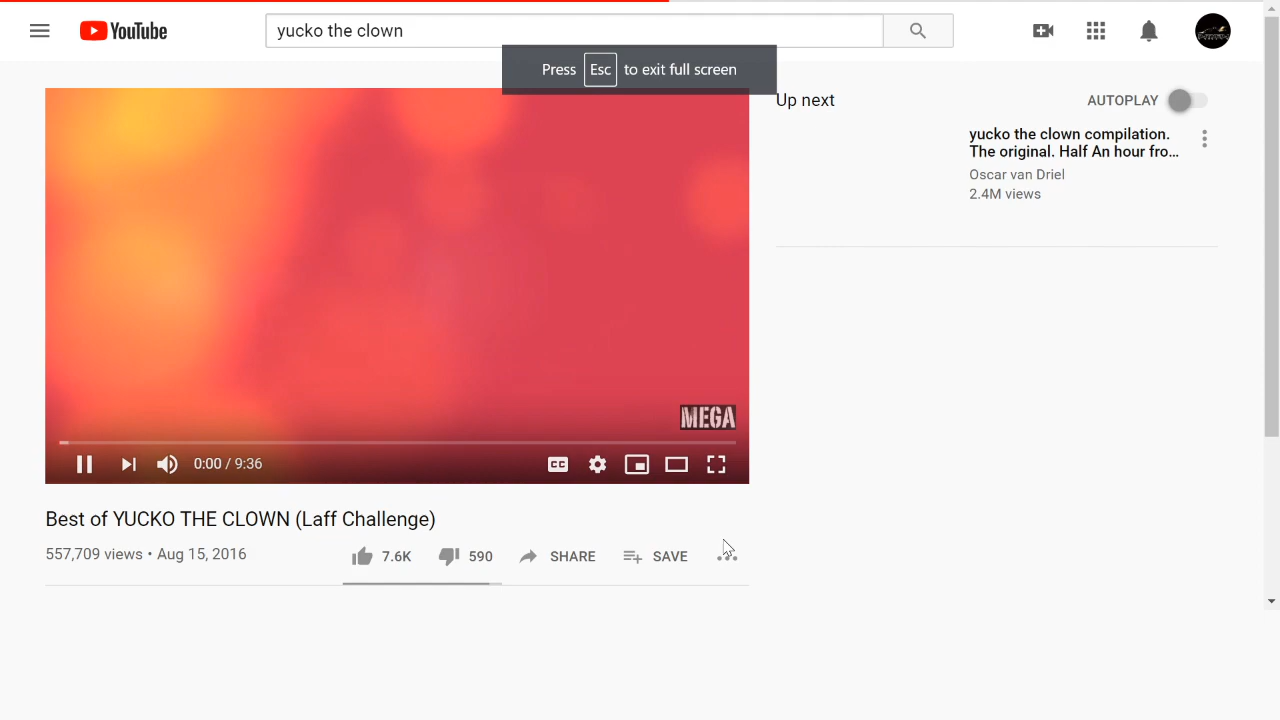 YouTube
yucko the clown
Press Esc to exit full screen
Up next
AUTOPLAY
yucko the clown compilation.
The original. Half An hour fro...
Oscar van Driel
2.4M views
MEGA
0:00 / 9:36
CC
Best of YUCKO THE CLOWN (Laff Challenge)
557,709 views • Aug 15, 2016
7.6K
590
SHARE
SAVE